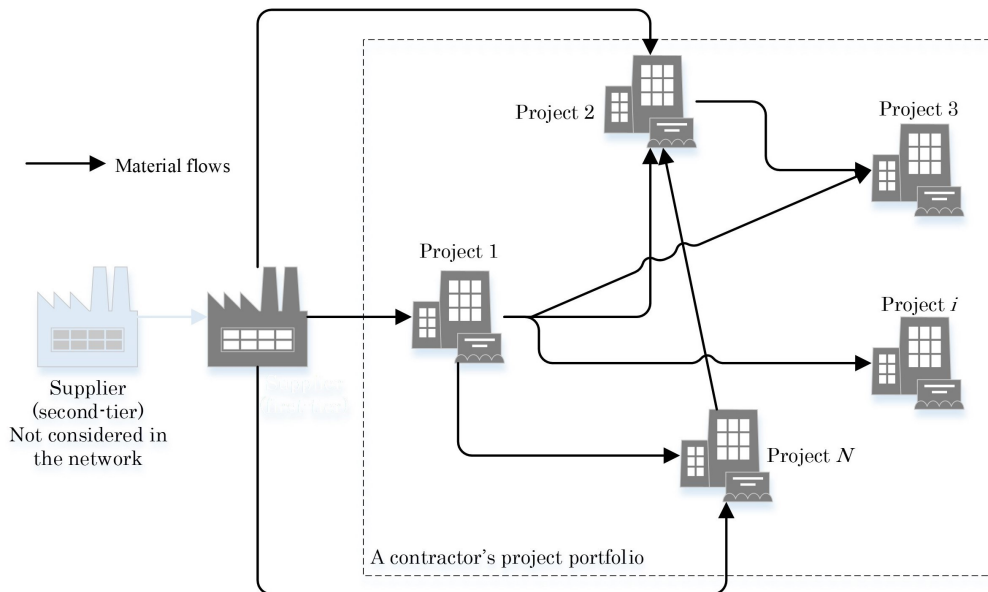 Project 2
Project 3
Material flows
Project 1
Project i
Supplier
(second-tier)
Not considered in
the network
Project N
A contractor's project portfolio